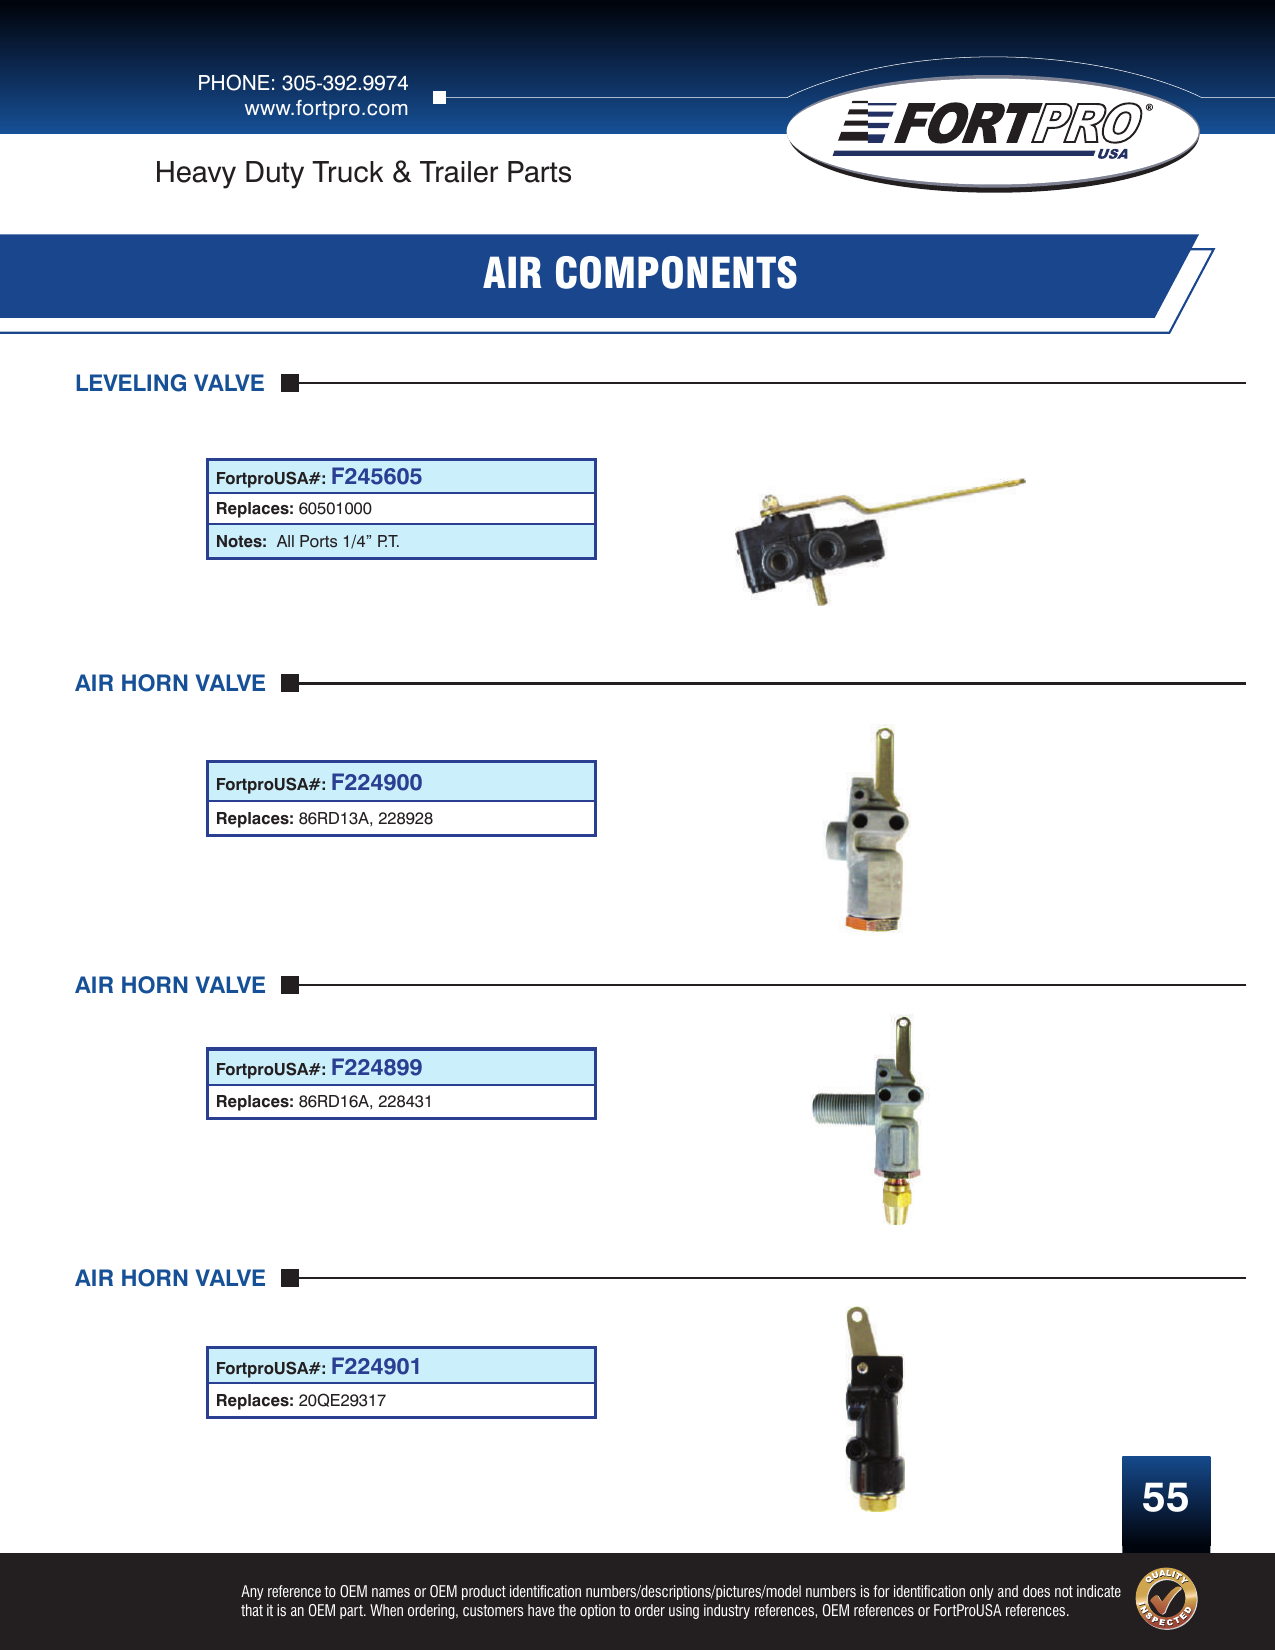 PHONE: 305-392.9974
www.fortpro.com
FORTPRO®
USA
Heavy Duty Truck & Trailer Parts
AIR COMPONENTS
LEVELING VALVE
FortproUSA#: F245605
Replaces: 60501000
Notes: All Ports 1/4” P.T.
AIR HORN VALVE
FortproUSA#: F224900
Replaces: 86RD13A, 228928
AIR HORN VALVE
FortproUSA#: F224899
Replaces: 86RD16A, 228431
AIR HORN VALVE
FortproUSA#: F224901
Replaces: 20QE29317
55
Any reference to OEM names or OEM product identification numbers/descriptions/pictures/model numbers is for identification only and does not indicate
that it is an OEM part. When ordering, customers have the option to order using industry references, OEM references or FortProUSA references.
QUALITY
INSPECTED